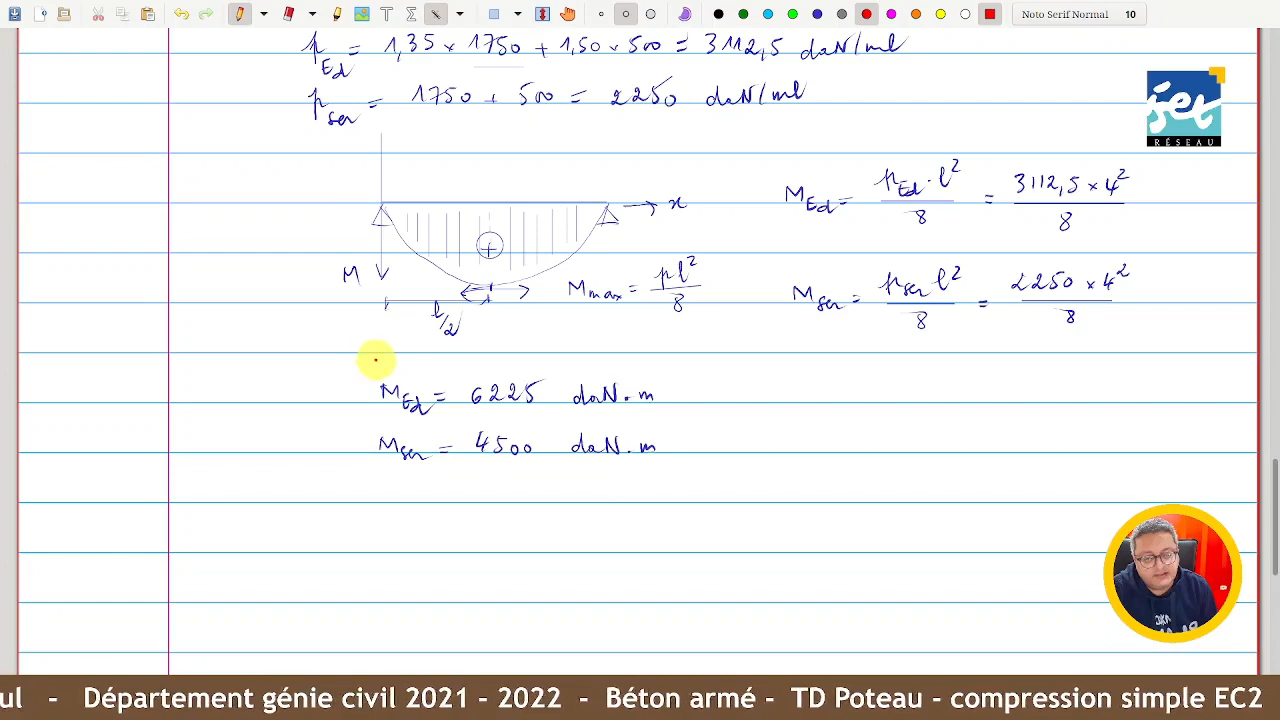 Noto Serif Normal 10
p_Ed = 1,35 × 1750 + 1,50 × 500 = 3112,5 daN/ml
p_ser = 1750 + 500 = 2250 daN/ml
iset
RÉSEAU
M_Ed = p_Ed · l² / 8 = 3112,5 × 4² / 8
x
+
M
M_max = pl² / 8
M_ser = p_ser l² / 8 = 2250 × 4² / 8
l/2
M_Ed = 6225 daN.m
M_ser = 4500 daN.m
ul - Département génie civil 2021 - 2022 - Béton armé - TD Poteau - compression simple EC2